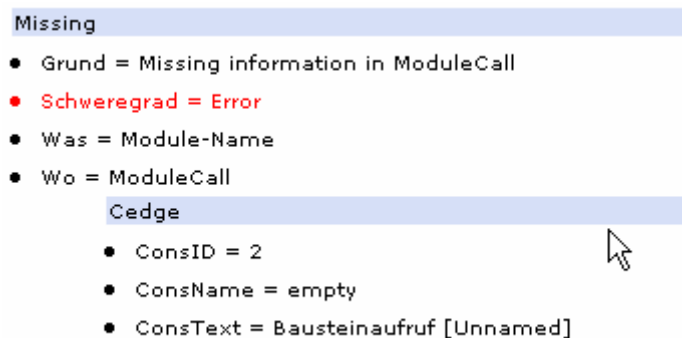 Missing
Grund = Missing information in ModuleCall
Schweregrad = Error
Was = Module-Name
Wo = ModuleCall
Cedge
ConsID = 2
ConsName = empty
ConsText = Bausteinaufruf [Unnamed]